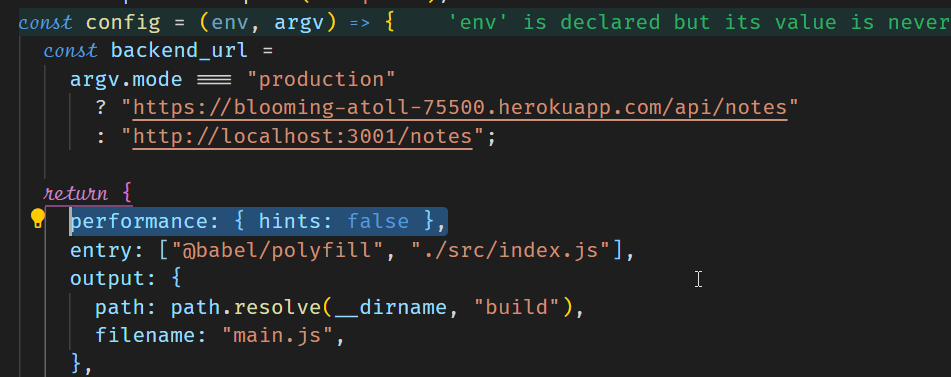 const config = (env, argv) => {    'env' is declared but its value is never
const backend_url =
argv.mode === "production"
? "https://blooming-atoll-75500.herokuapp.com/api/notes"
: "http://localhost:3001/notes";
return {
performance: { hints: false },
entry: ["@babel/polyfill", "./src/index.js"],
output: {
path: path.resolve(__dirname, "build"),
filename: "main.js",
},